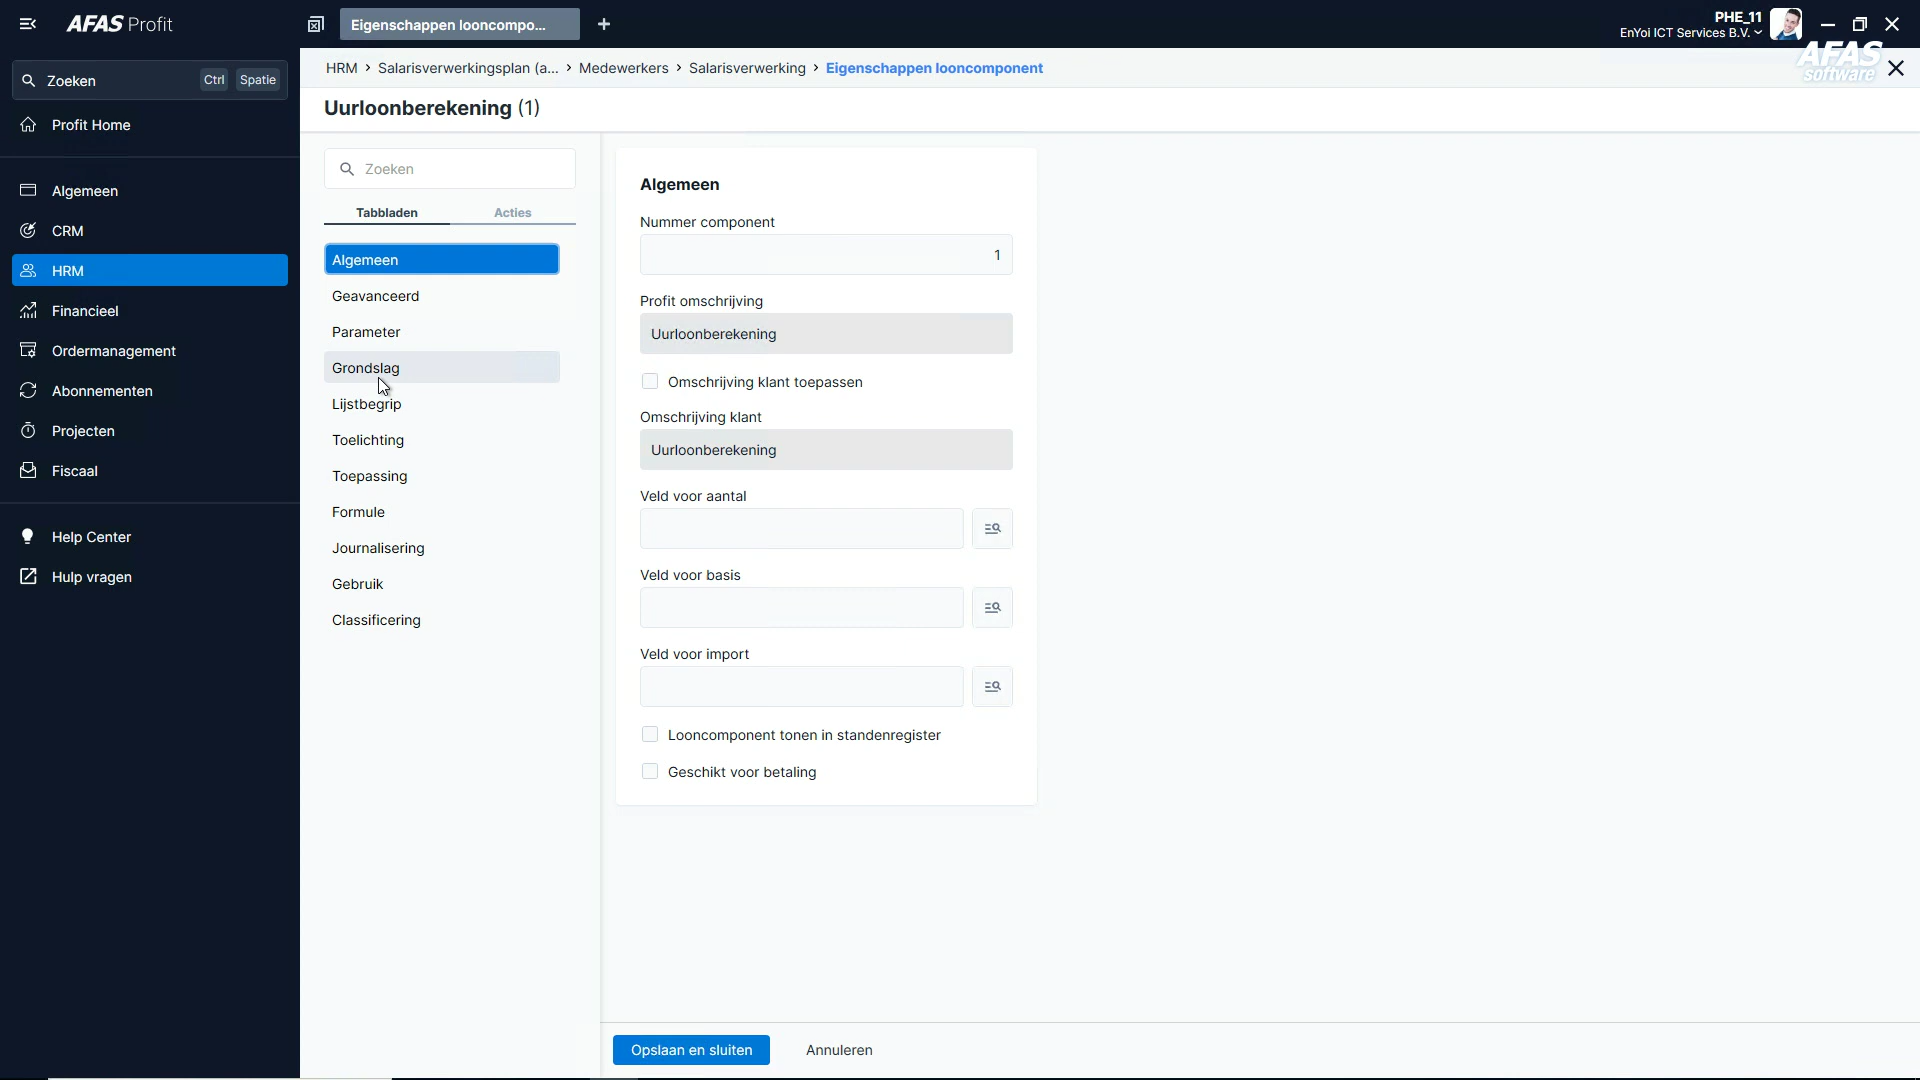 AFAS Profit
Eigenschappen looncompo...
PHE_11
EnYoi ICT Services B.V.
AFAS
software
Zoeken Ctrl Spatie
Profit Home
Algemeen
CRM
HRM
Financieel
Ordermanagement
Abonnementen
Projecten
Fiscaal
Help Center
Hulp vragen
HRM › Salarisverwerkingsplan (a... › Medewerkers › Salarisverwerking › Eigenschappen looncomponent
Uurloonberekening (1)
Zoeken
Tabbladen Acties
Algemeen
Geavanceerd
Parameter
Grondslag
Lijstbegrip
Toelichting
Toepassing
Formule
Journalisering
Gebruik
Classificering
Algemeen
Nummer component
1
Profit omschrijving
Uurloonberekening
Omschrijving klant toepassen
Omschrijving klant
Uurloonberekening
Veld voor aantal
Veld voor basis
Veld voor import
Looncomponent tonen in standenregister
Geschikt voor betaling
Opslaan en sluiten Annuleren